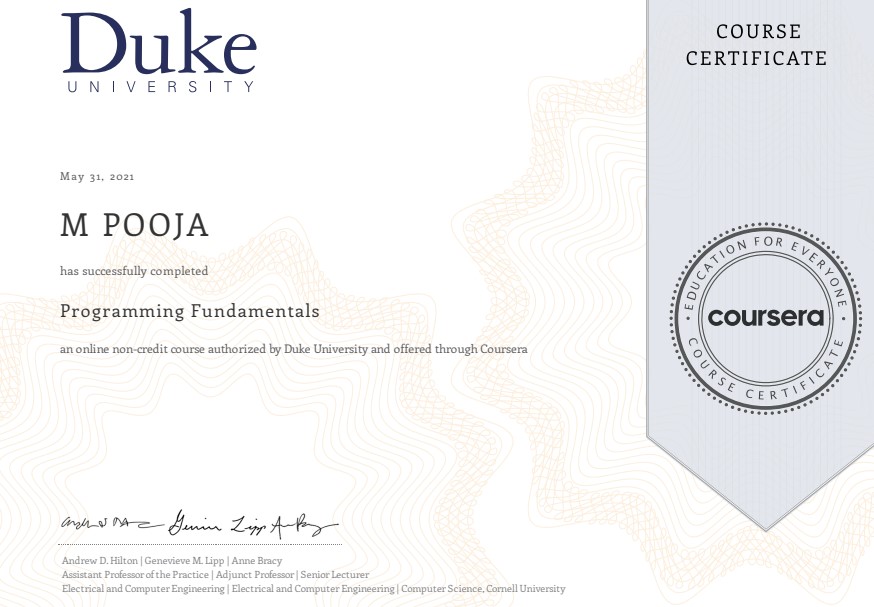 Duke
UNIVERSITY
COURSE
CERTIFICATE
May 31, 2021
M POOJA
has successfully completed
Programming Fundamentals
an online non-credit course authorized by Duke University and offered through Coursera
EDUCATION FOR EVERYONE
coursera
COURSE CERTIFICATE
Andrew D. Hilton | Genevieve M. Lipp | Anne Bracy
Assistant Professor of the Practice | Adjunct Professor | Senior Lecturer
Electrical and Computer Engineering | Electrical and Computer Engineering | Computer Science, Cornell University